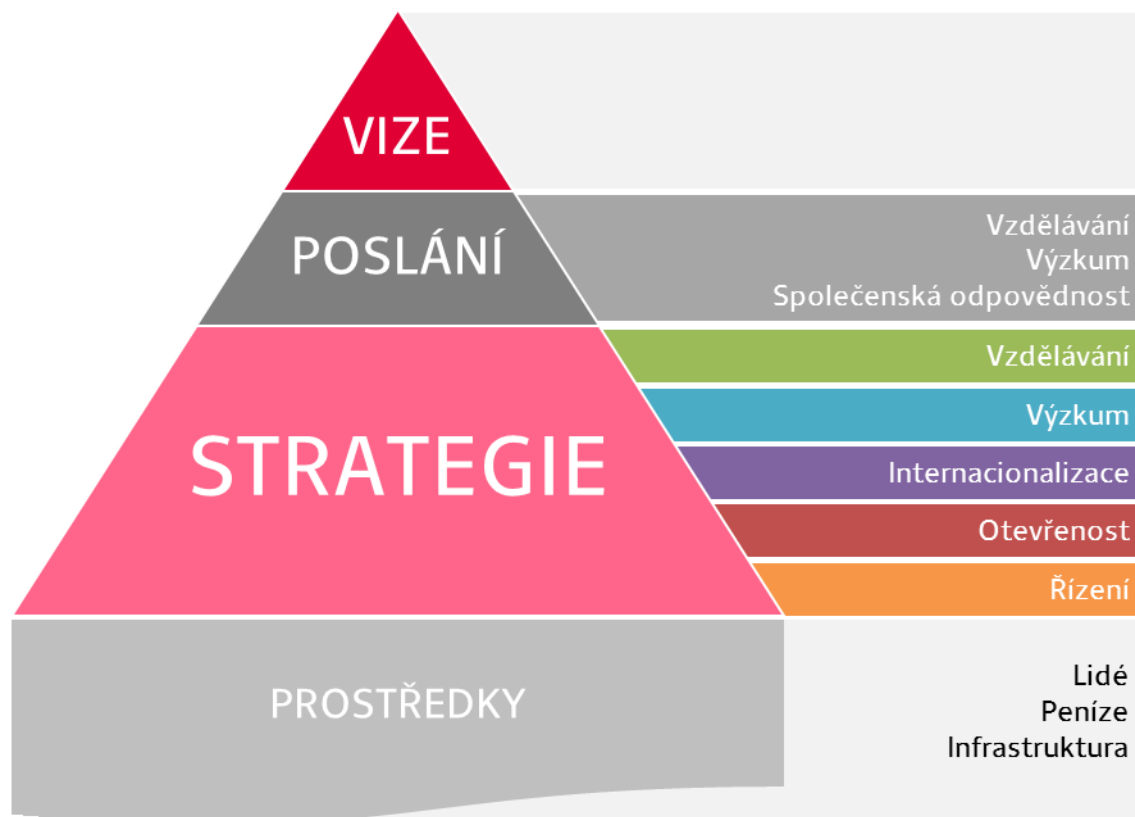 VIZE
POSLÁNÍ
Vzdělávání
Výzkum
Společenská odpovědnost
STRATEGIE
Vzdělávání
Výzkum
Internacionalizace
Otevřenost
Řízení
PROSTŘEDKY
Lidé
Peníze
Infrastruktura